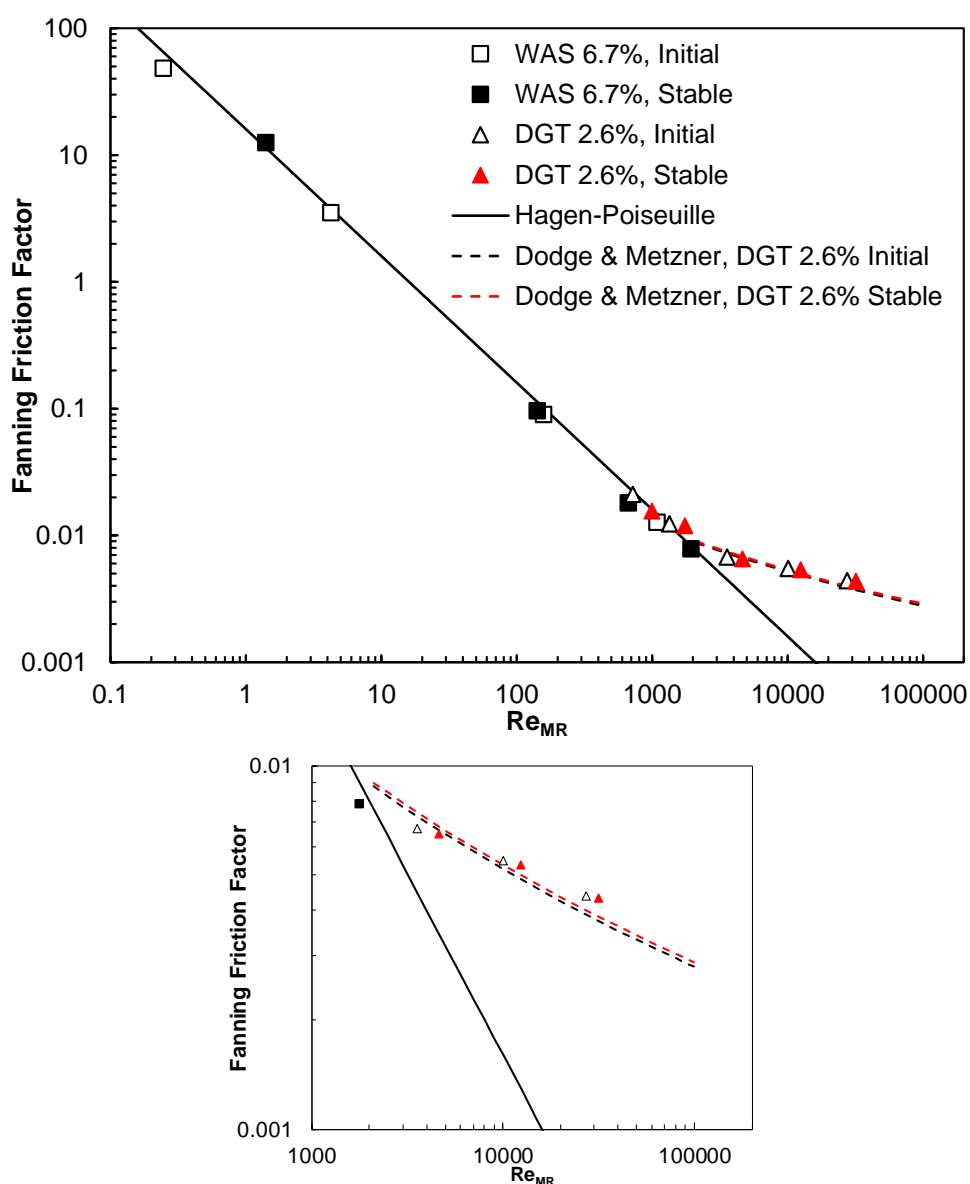 100
10
1
0.1
0.01
0.001
Fanning Friction Factor
WAS 6.7%, Initial
WAS 6.7%, Stable
DGT 2.6%, Initial
DGT 2.6%, Stable
Hagen-Poiseuille
Dodge & Metzner, DGT 2.6% Initial
Dodge & Metzner, DGT 2.6% Stable
0.1 1 10 100 1000 10000 100000
Re_MR
0.01
0.001
Fanning Friction Factor
1000 10000 100000
Re_MR